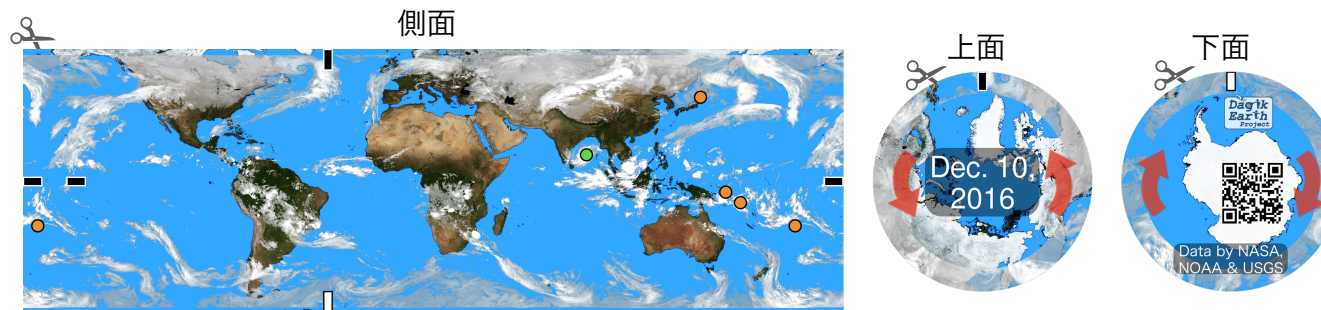 側面
上面
下面
Dec. 10,
2016
Dagik
Earth
Project
Data by NASA,
NOAA & USGS